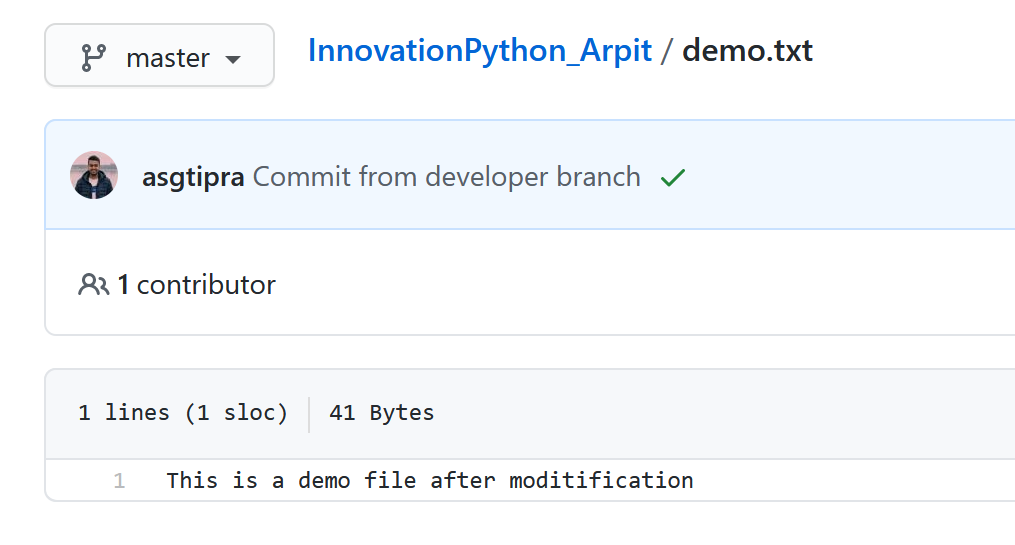 master InnovationPython_Arpit / demo.txt
asgtipra Commit from developer branch
1 contributor
1 lines (1 sloc) 41 Bytes
1 This is a demo file after moditification